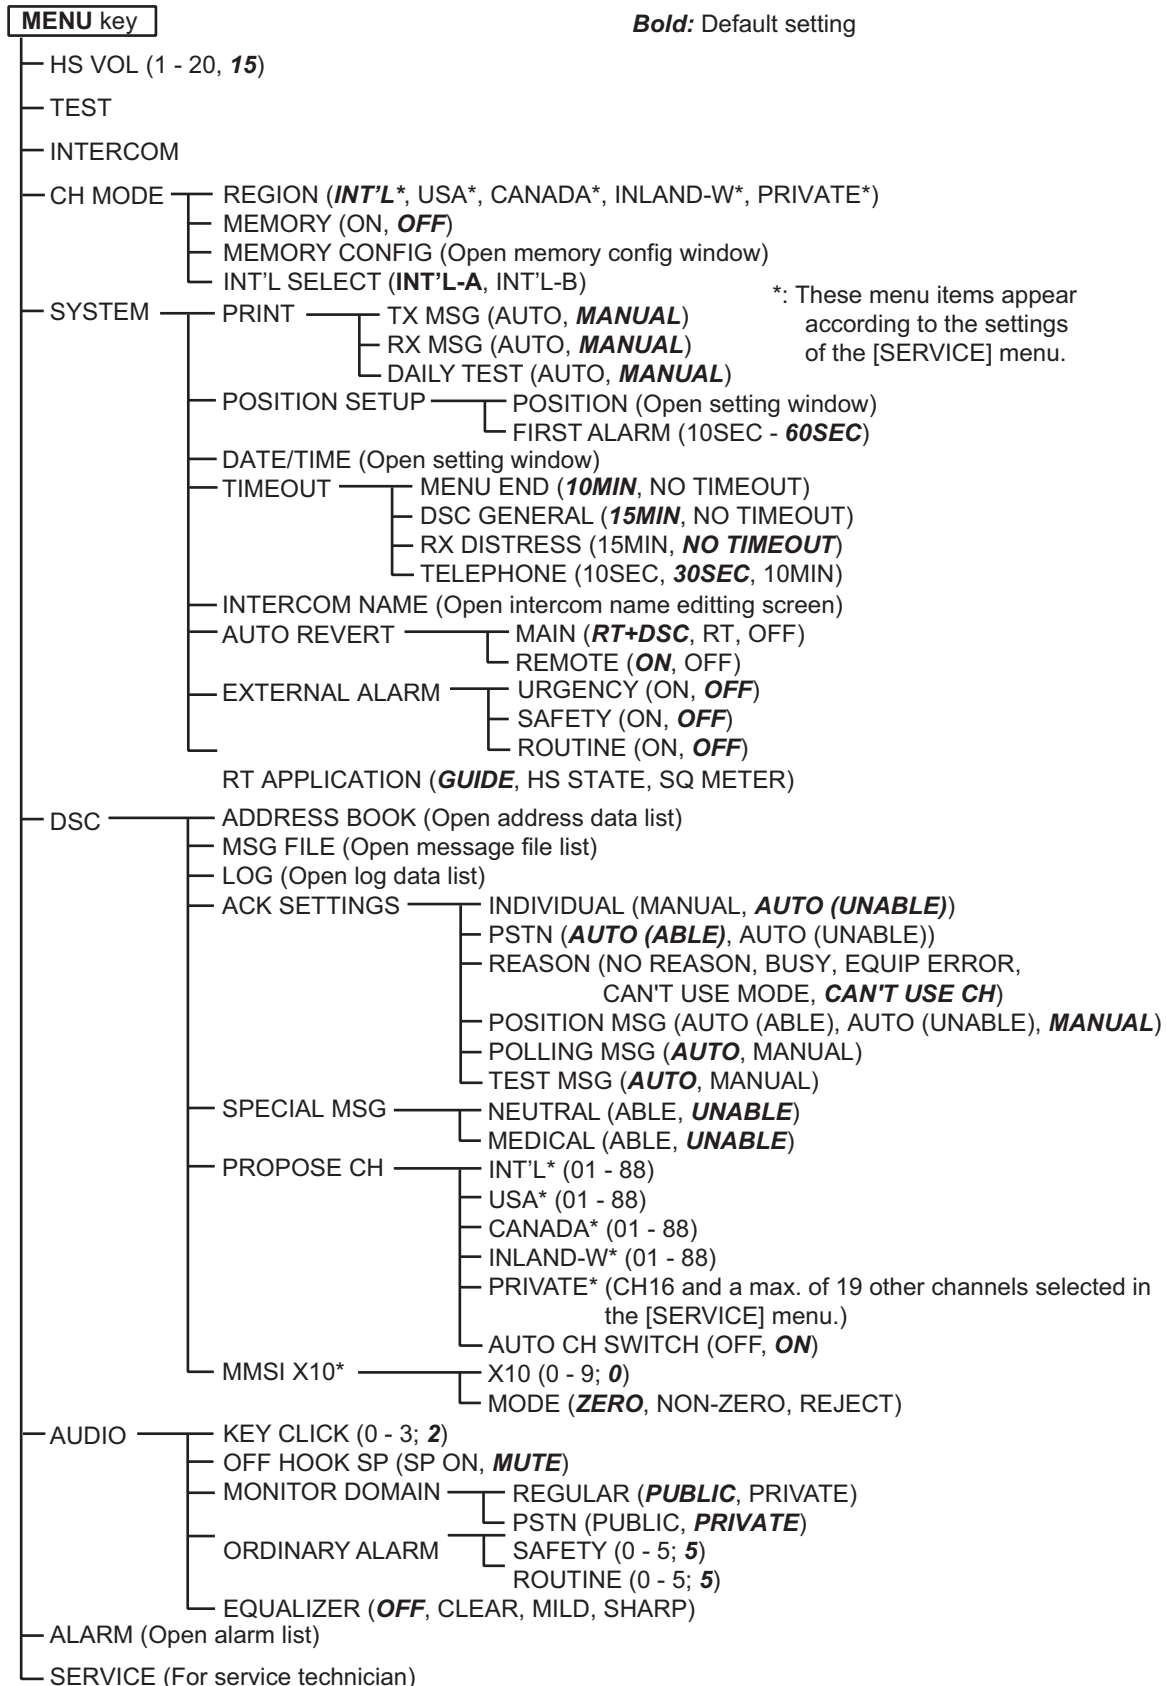 MENU key
Bold: Default setting
HS VOL (1 - 20, 15)
TEST
INTERCOM
CH MODE
REGION (INT'L*, USA*, CANADA*, INLAND-W*, PRIVATE*)
MEMORY (ON, OFF)
MEMORY CONFIG (Open memory config window)
INT'L SELECT (INT'L-A, INT'L-B)
*: These menu items appear
according to the settings
of the [SERVICE] menu.
SYSTEM
PRINT
TX MSG (AUTO, MANUAL)
RX MSG (AUTO, MANUAL)
DAILY TEST (AUTO, MANUAL)
POSITION SETUP
POSITION (Open setting window)
FIRST ALARM (10SEC - 60SEC)
DATE/TIME (Open setting window)
TIMEOUT
MENU END (10MIN, NO TIMEOUT)
DSC GENERAL (15MIN, NO TIMEOUT)
RX DISTRESS (15MIN, NO TIMEOUT)
TELEPHONE (10SEC, 30SEC, 10MIN)
INTERCOM NAME (Open intercom name editting screen)
AUTO REVERT
MAIN (RT+DSC, RT, OFF)
REMOTE (ON, OFF)
EXTERNAL ALARM
URGENCY (ON, OFF)
SAFETY (ON, OFF)
ROUTINE (ON, OFF)
RT APPLICATION (GUIDE, HS STATE, SQ METER)
DSC
ADDRESS BOOK (Open address data list)
MSG FILE (Open message file list)
LOG (Open log data list)
ACK SETTINGS
INDIVIDUAL (MANUAL, AUTO (UNABLE))
PSTN (AUTO (ABLE), AUTO (UNABLE))
REASON (NO REASON, BUSY, EQUIP ERROR,
CAN'T USE MODE, CAN'T USE CH)
POSITION MSG (AUTO (ABLE), AUTO (UNABLE), MANUAL)
POLLING MSG (AUTO, MANUAL)
TEST MSG (AUTO, MANUAL)
SPECIAL MSG
NEUTRAL (ABLE, UNABLE)
MEDICAL (ABLE, UNABLE)
PROPOSE CH
INT'L* (01 - 88)
USA* (01 - 88)
CANADA* (01 - 88)
INLAND-W* (01 - 88)
PRIVATE* (CH16 and a max. of 19 other channels selected in
the [SERVICE] menu.)
AUTO CH SWITCH (OFF, ON)
MMSI X10*
X10 (0 - 9; 0)
MODE (ZERO, NON-ZERO, REJECT)
AUDIO
KEY CLICK (0 - 3; 2)
OFF HOOK SP (SP ON, MUTE)
MONITOR DOMAIN
REGULAR (PUBLIC, PRIVATE)
PSTN (PUBLIC, PRIVATE)
ORDINARY ALARM
SAFETY (0 - 5; 5)
ROUTINE (0 - 5; 5)
EQUALIZER (OFF, CLEAR, MILD, SHARP)
ALARM (Open alarm list)
SERVICE (For service technician)